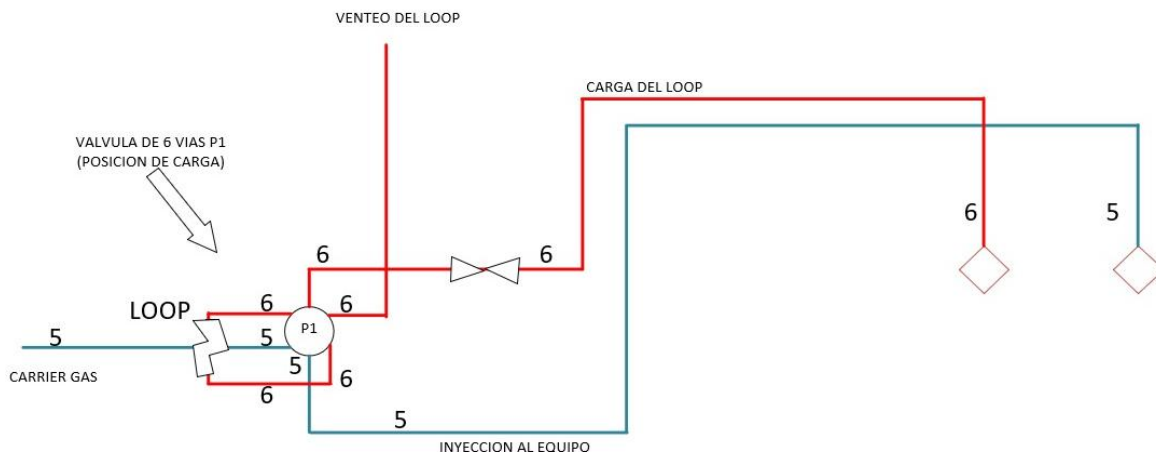 VENTEO DEL LOOP
CARGA DEL LOOP
VALVULA DE 6 VIAS P1
(POSICION DE CARGA)
6
5
6
6
LOOP
6
6
P1
5
5
5
CARRIER GAS
6
6
5
INYECCION AL EQUIPO